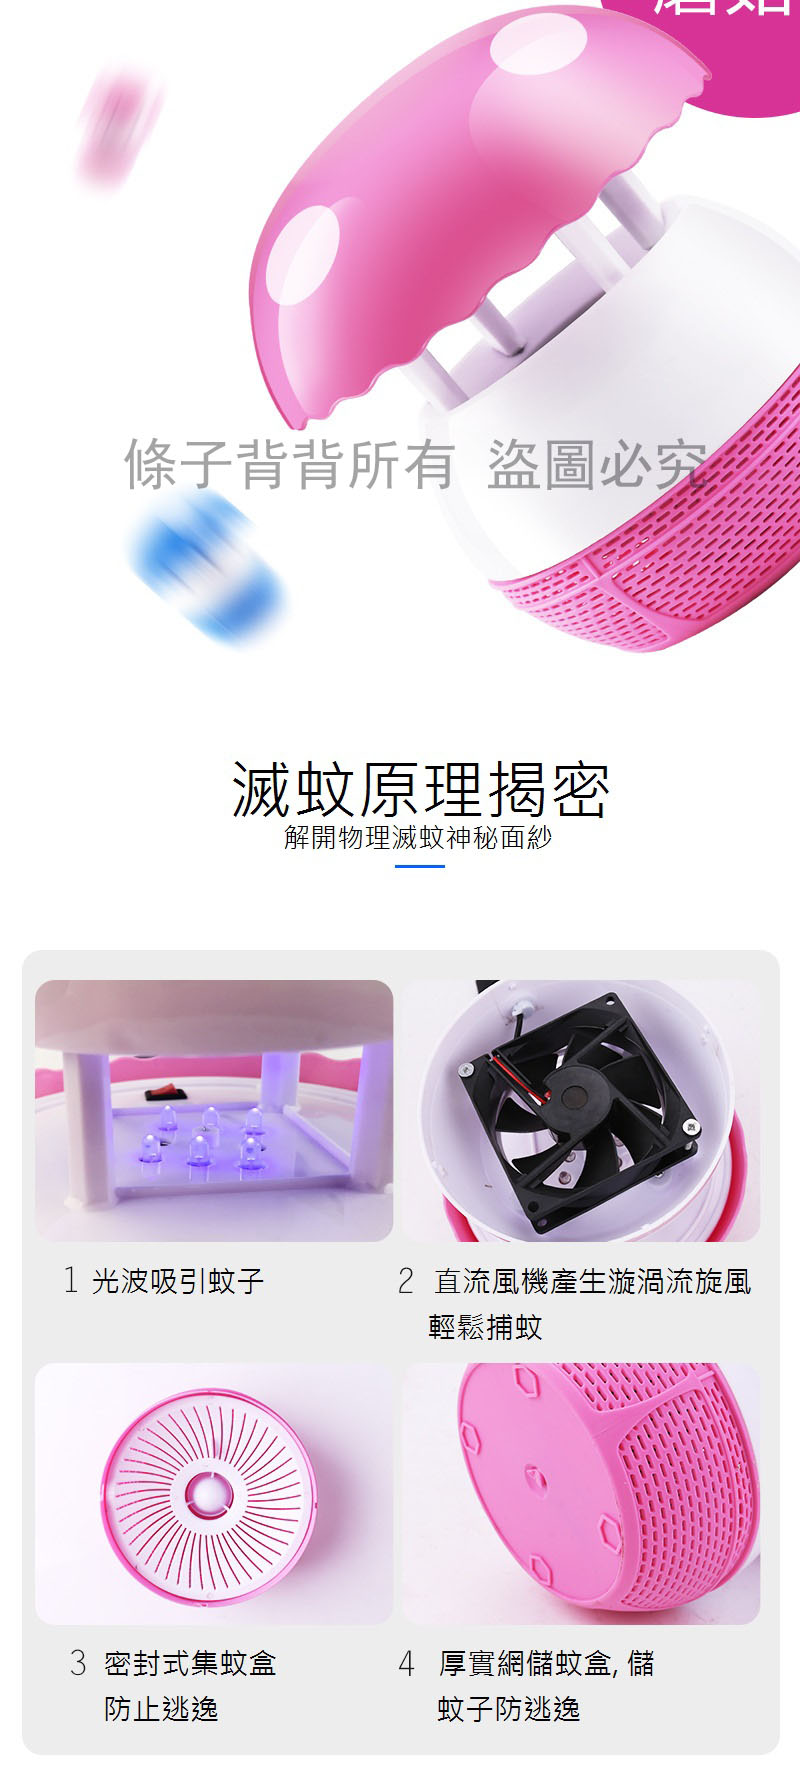 條子背背所有 盜圖必究
滅蚊原理揭密
解開物理滅蚊神秘面紗
1 光波吸引蚊子
2 直流風機產生漩渦流旋風
輕鬆捕蚊
3 密封式集蚊盒
防止逃逸
4 厚實網儲蚊盒, 儲
蚊子防逃逸